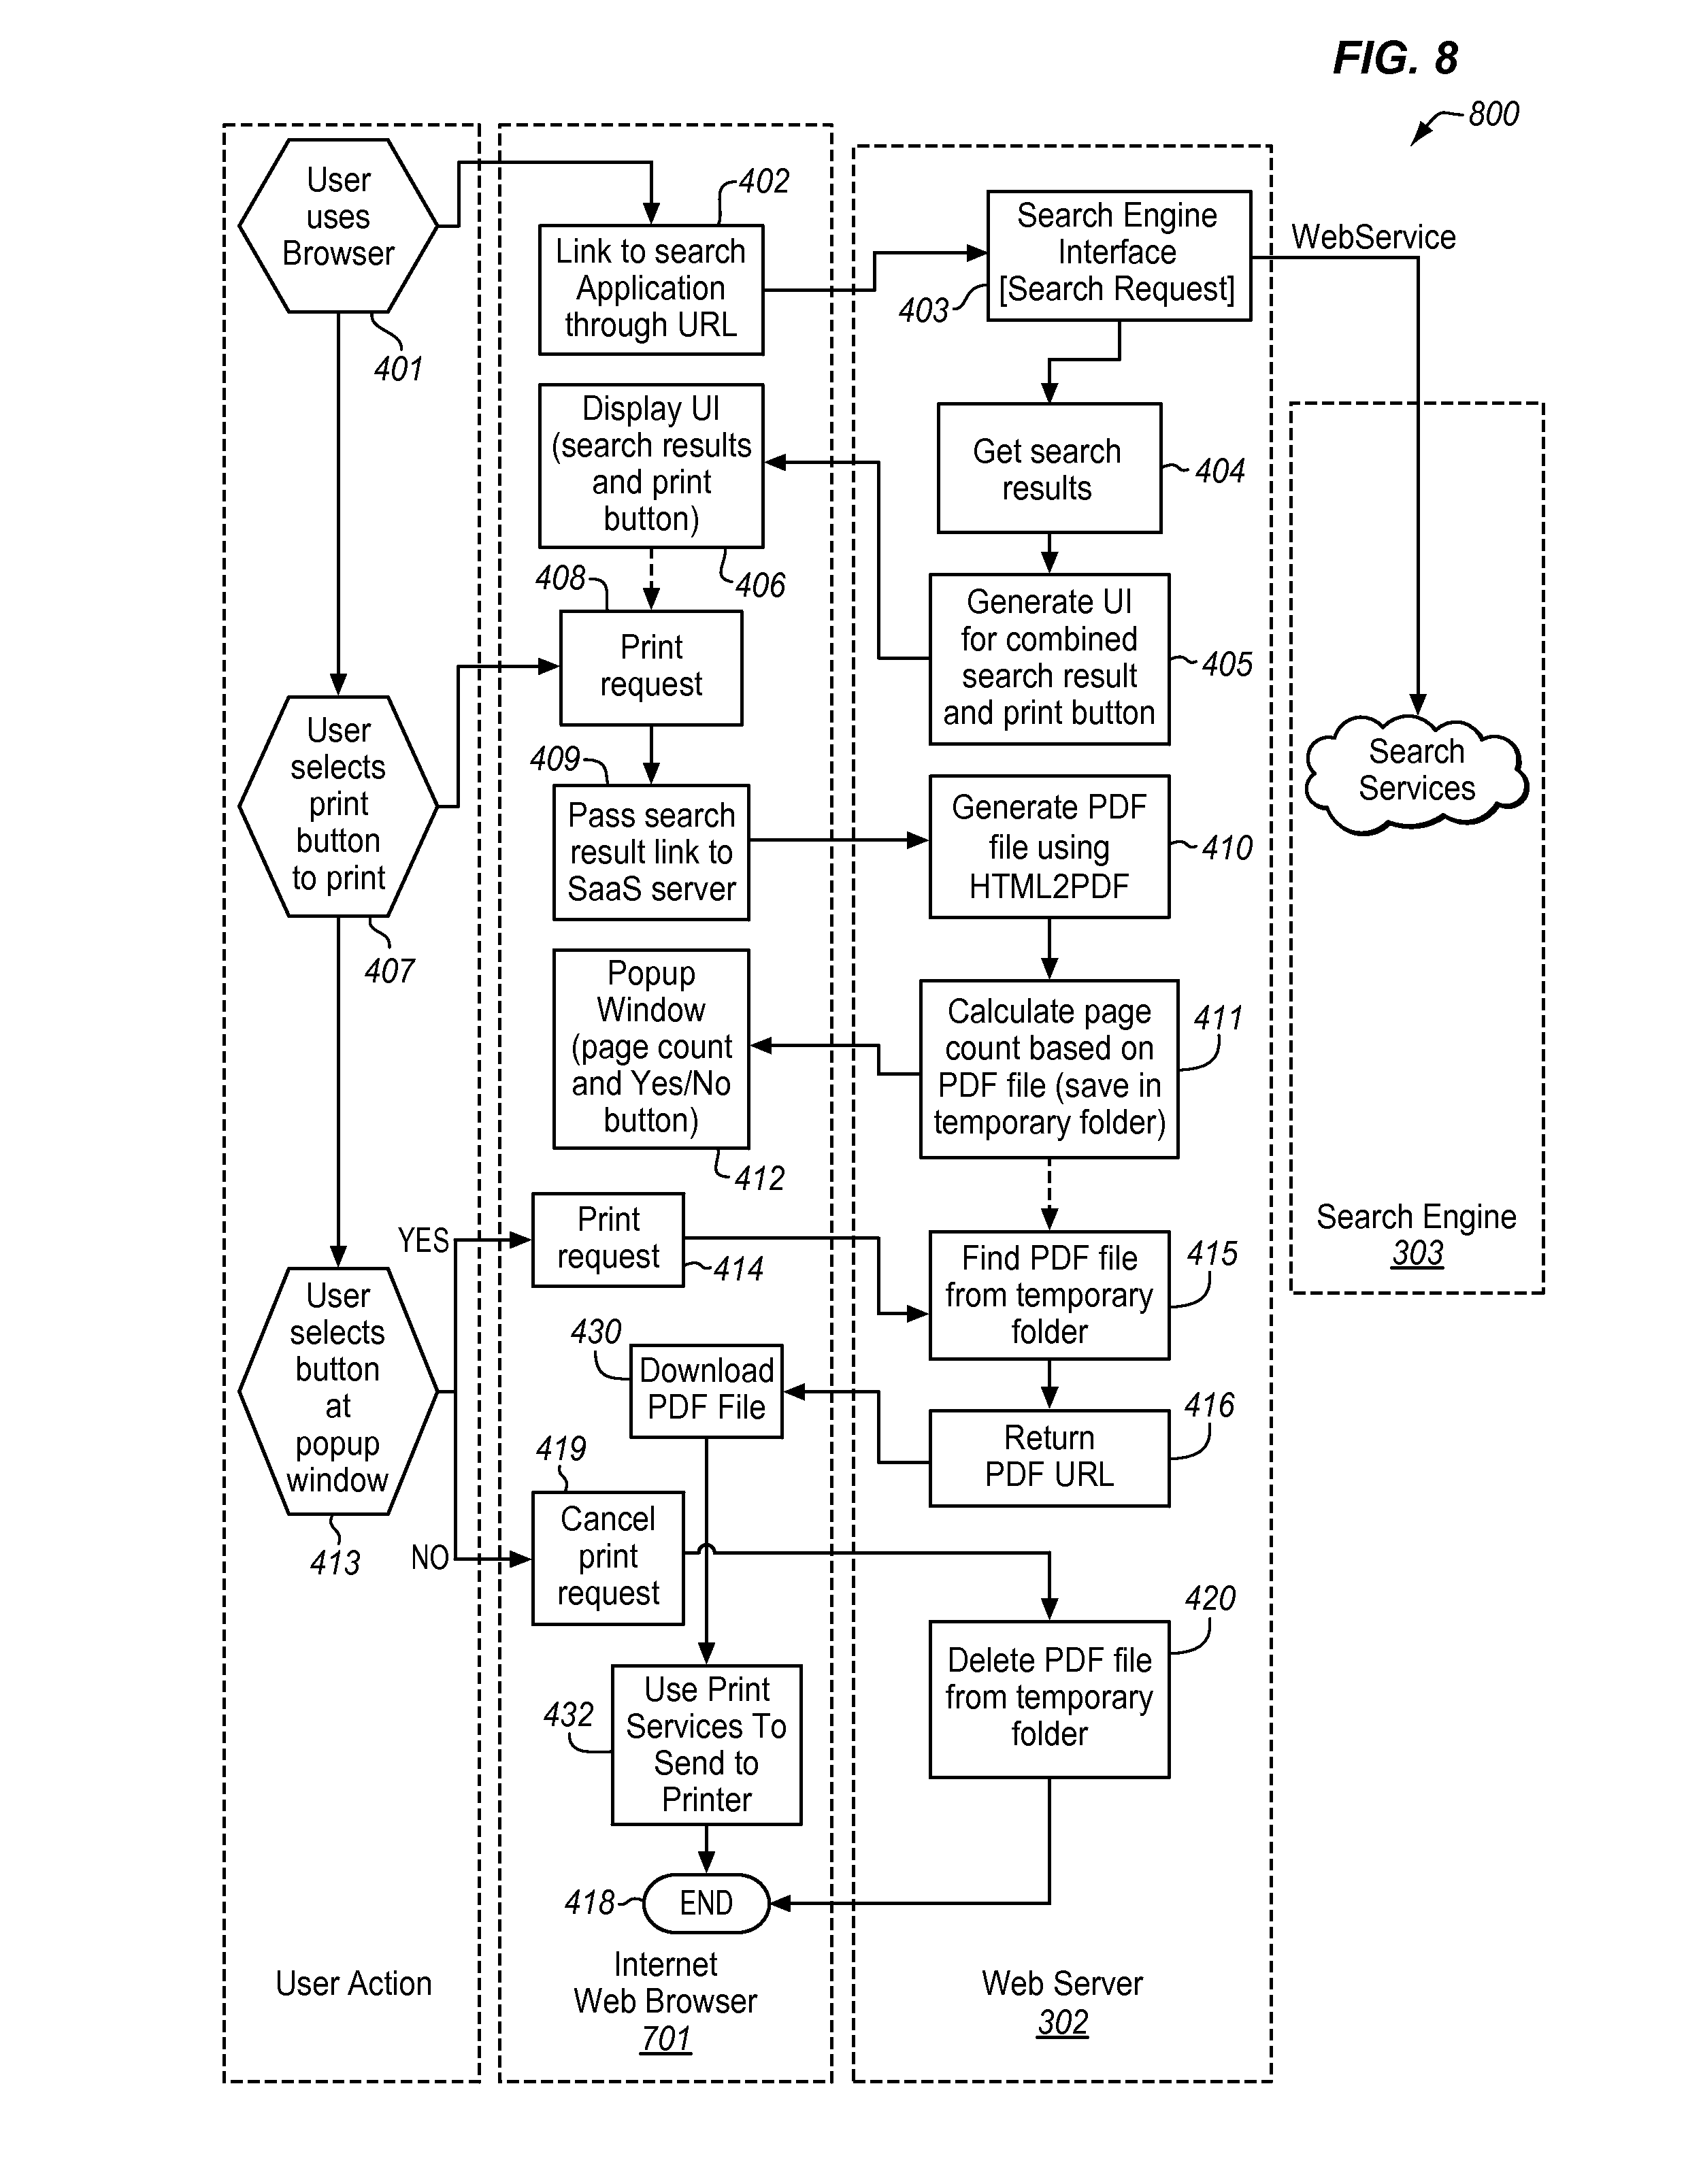 FIG. 8
800
User
uses
Browser
401
402
Link to search
Application
through URL
Search Engine
Interface
[Search Request]
403
WebService
Display UI
(search results
and print
button)
406
Get search
results
404
408
Print
request
Generate UI
for combined
search result
and print button
405
User
selects
print
button
to print
407
409
Pass search
result link to
SaaS server
Generate PDF
file using
HTML2PDF
410
Search
Services
Popup
Window
(page count
and Yes/No
button)
412
Calculate page
count based on
PDF file (save in
temporary folder)
411
Search Engine
303
YES
Print
request
414
Find PDF file
from temporary
folder
415
User
selects
button
at
popup
window
413
NO
430
Download
PDF File
Return
PDF URL
416
419
Cancel
print
request
420
Delete PDF file
from temporary
folder
432
Use Print
Services To
Send to
Printer
418
END
User Action
Internet
Web Browser
701
Web Server
302